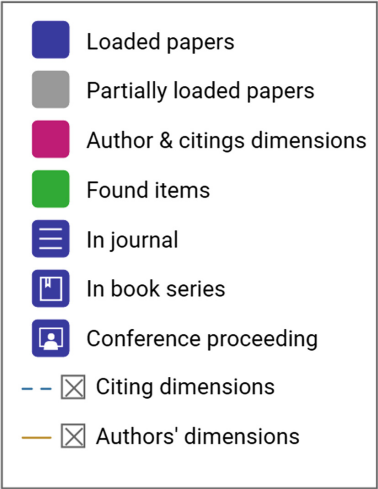 Loaded papers
Partially loaded papers
Author & citings dimensions
Found items
In journal
In book series
Conference proceeding
Citing dimensions
Authors' dimensions